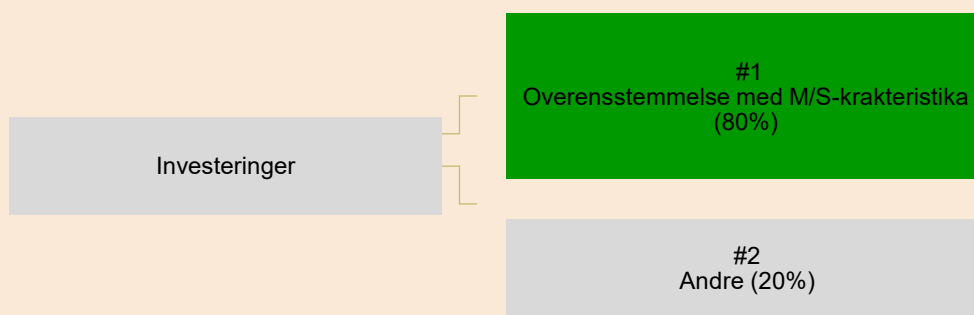 Investeringer
#1
Overensstemmelse med M/S-krakteristika
(80%)
#2
Andre (20%)